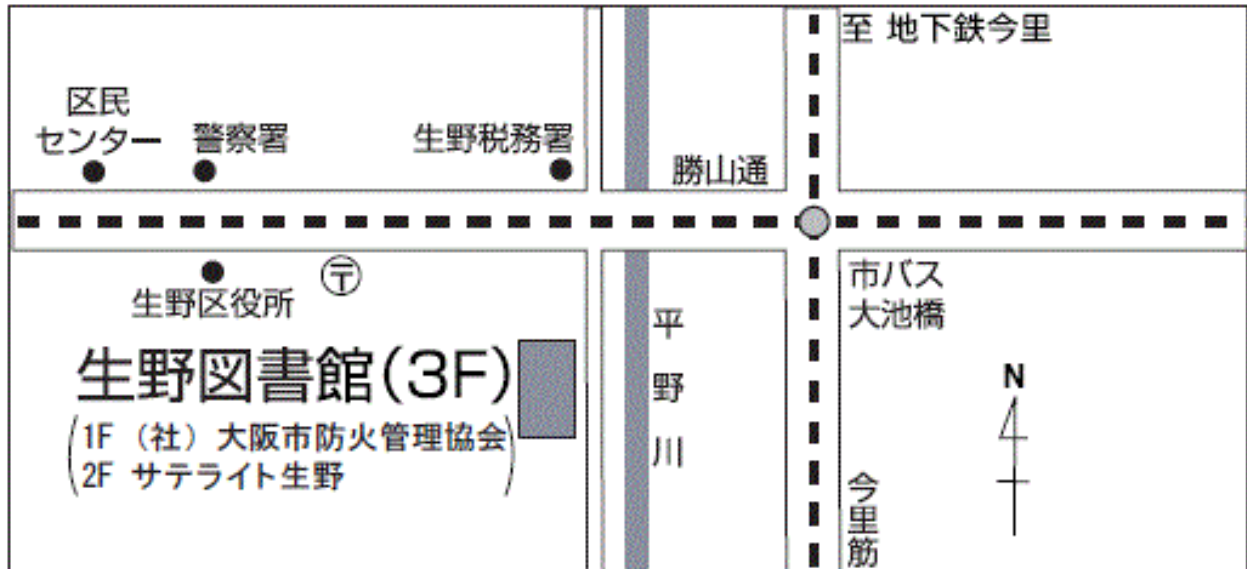 至 地下鉄今里
区民
センター
警察署
生野税務署
勝山通
生野区役所
〒
市バス
大池橋
生野図書館(3F)
1F (社) 大阪市防火管理協会
2F サテライト生野
平野川
N
今里筋